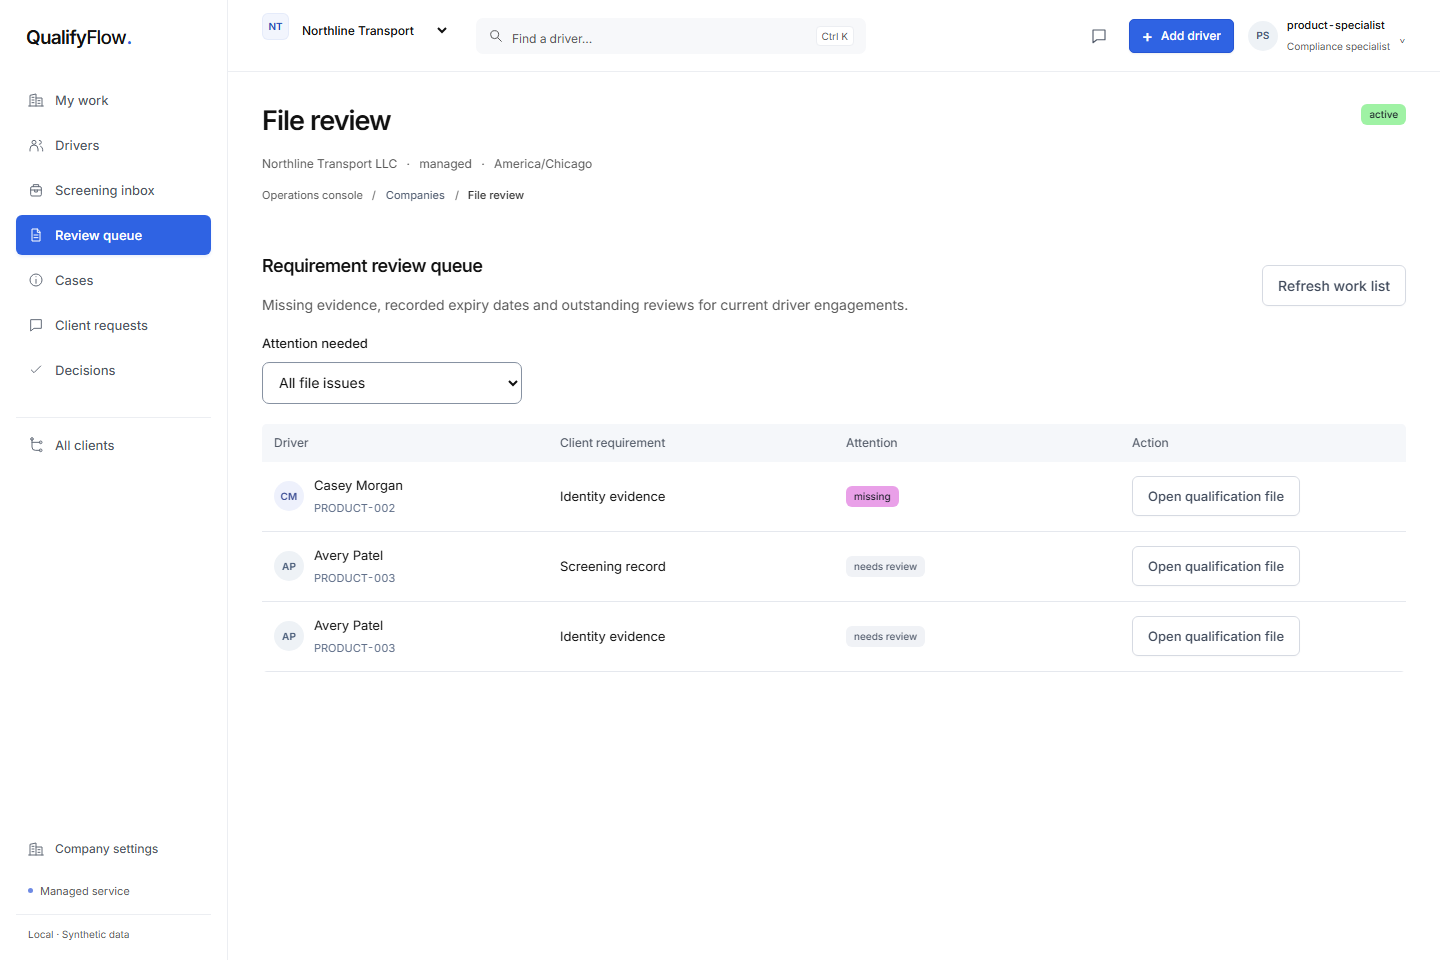 QualifyFlow.
NT
Northline Transport
Find a driver...
Ctrl K
+ Add driver
PS
product-specialist
Compliance specialist
My work
Drivers
Screening inbox
Review queue
Cases
Client requests
Decisions
All clients
Company settings
Managed service
Local · Synthetic data
File review
active
Northline Transport LLC · managed · America/Chicago
Operations console / Companies / File review
Requirement review queue
Missing evidence, recorded expiry dates and outstanding reviews for current driver engagements.
Refresh work list
Attention needed
All file issues
Driver Client requirement Attention Action
CM Casey Morgan
PRODUCT-002
Identity evidence
missing
Open qualification file
AP Avery Patel
PRODUCT-003
Screening record
needs review
Open qualification file
AP Avery Patel
PRODUCT-003
Identity evidence
needs review
Open qualification file